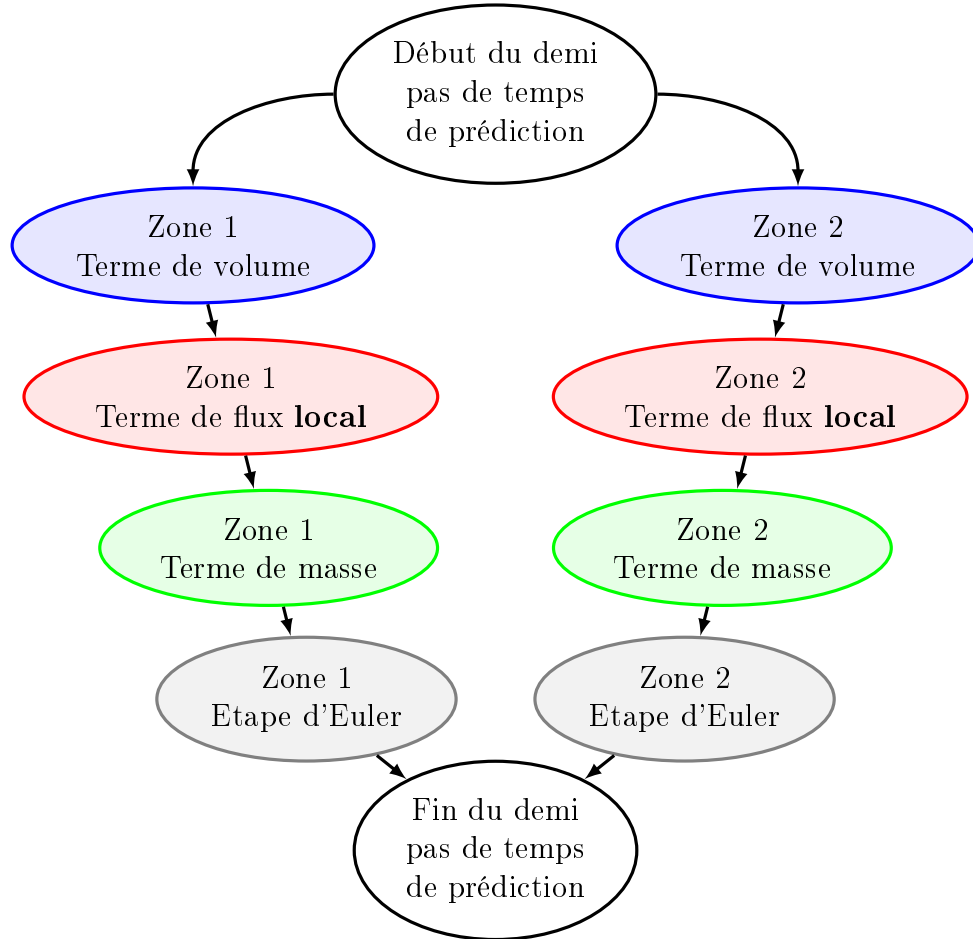 Début du demi
pas de temps
de prédiction
Zone 1
Terme de volume
Zone 2
Terme de volume
Zone 1
Terme de flux local
Zone 2
Terme de flux local
Zone 1
Terme de masse
Zone 2
Terme de masse
Zone 1
Etape d'Euler
Zone 2
Etape d'Euler
Fin du demi
pas de temps
de prédiction